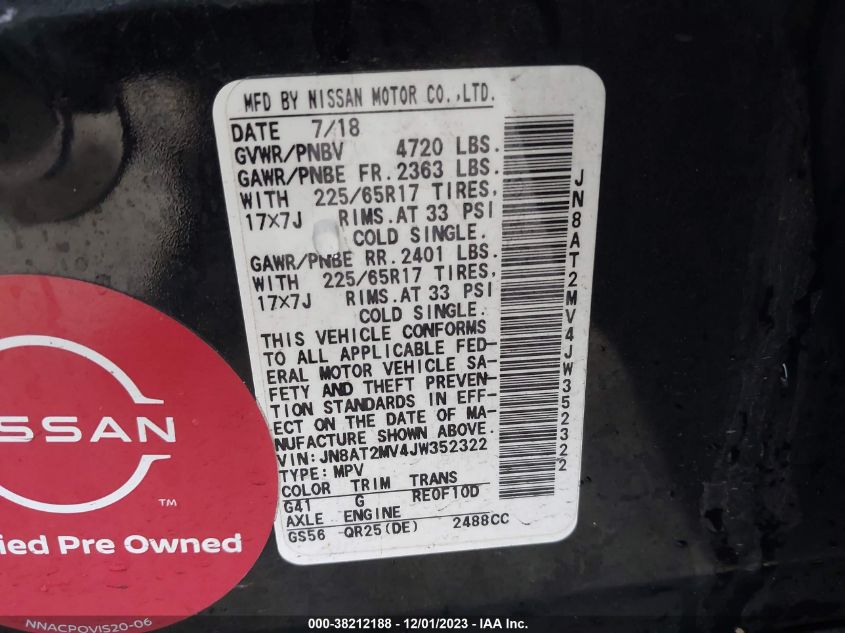 MFD BY NISSAN MOTOR CO.,LTD.
DATE 7/18
GVWR/PNBV 4720 LBS.
GAWR/PNBE FR.2363 LBS.
WITH 225/65R17 TIRES,
17X7J RIMS.AT 33 PSI
COLD SINGLE.
GAWR/PNBE RR.2401 LBS.
WITH 225/65R17 TIRES,
17X7J RIMS.AT 33 PSI
COLD SINGLE.
THIS VEHICLE CONFORMS
TO ALL APPLICABLE FED-
ERAL MOTOR VEHICLE SA-
FETY AND THEFT PREVEN-
TION STANDARDS IN EFF-
ECT ON THE DATE OF MA-
NUFACTURE SHOWN ABOVE.
VIN:JN8AT2MV4JW352322
TYPE:MPV
COLOR TRIM TRANS
G41 G RE0F10D
AXLE ENGINE
GS56 QR25(DE) 2488CC
JN8AT2MV4JW352322
ISSAN
TM
ied Pre Owned
NNACPOVIS20-06
000-38212188 - 12/01/2023 - IAA Inc.